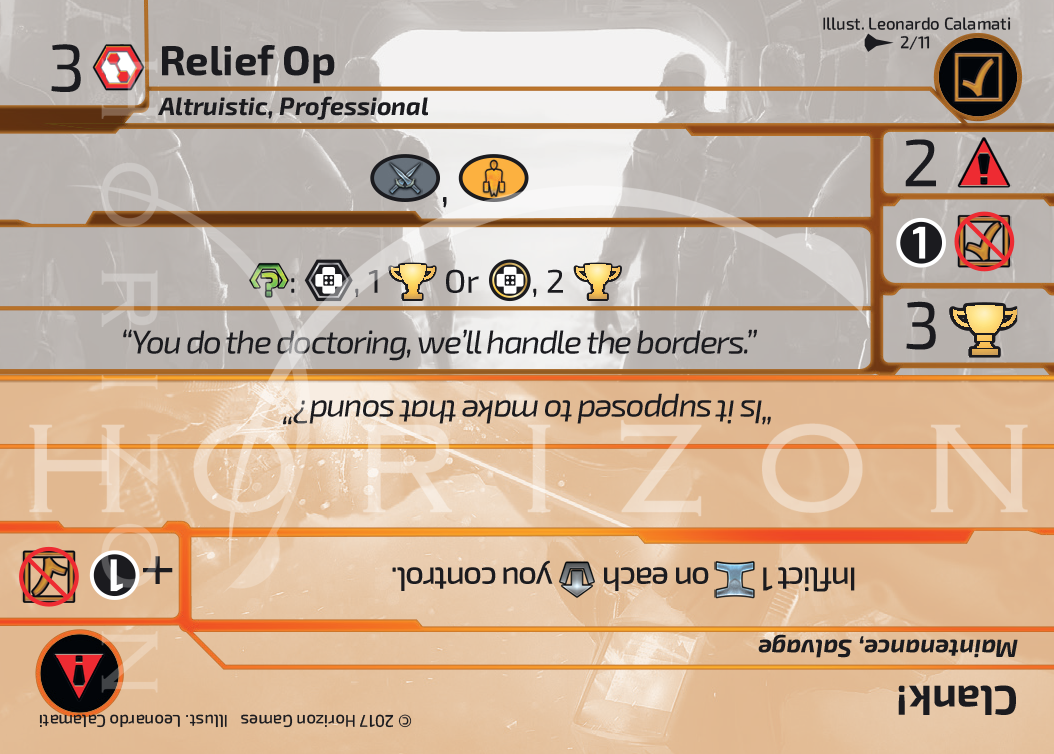 Illust. Leonardo Calamati
2/11
3 Relief Op
Altruistic, Professional
2
,
1
: , 1 Or , 2
3
“You do the doctoring, we’ll handle the borders.”
“Is it supposed to make that sound?”
HORIZON
HORIZON
Inflict 1 on each you control.
+1
Maintenance, Salvage
Clank!
© 2017 Horizon Games Illust. Leonardo Calamati